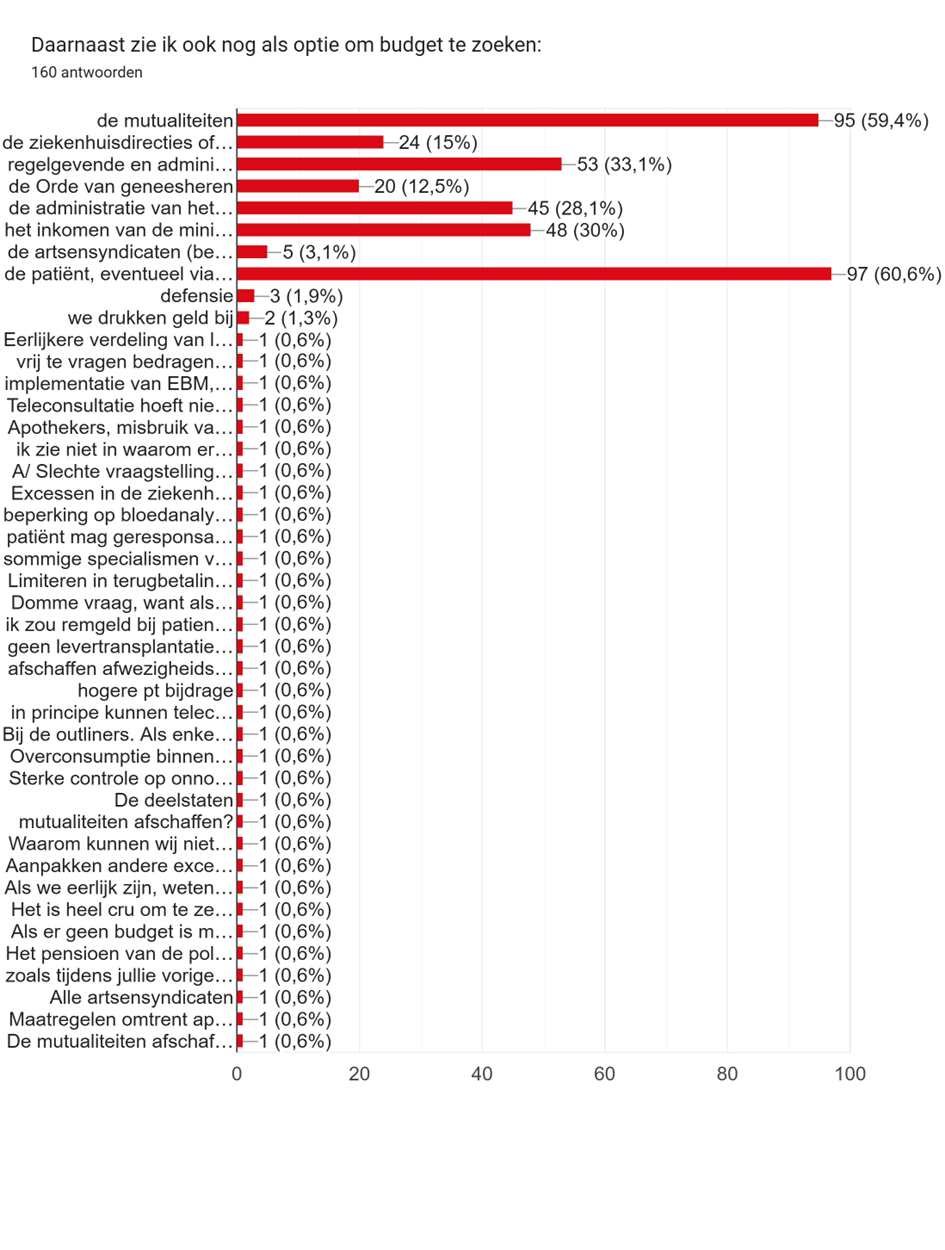 Daarnaast zie ik ook nog als optie om budget te zoeken:
160 antwoorden
de mutualiteiten 95 (59,4%)
de ziekenhuisdirecties of… 24 (15%)
regelgevende en admini… 53 (33,1%)
de Orde van geneesheren 20 (12,5%)
de administratie van het… 45 (28,1%)
het inkomen van de mini… 48 (30%)
de artsensyndicaten (be… 5 (3,1%)
de patiënt, eventueel via… 97 (60,6%)
defensie 3 (1,9%)
we drukken geld bij 2 (1,3%)
Eerlijkere verdeling van l… 1 (0,6%)
vrij te vragen bedragen… 1 (0,6%)
implementatie van EBM,… 1 (0,6%)
Teleconsultatie hoeft nie… 1 (0,6%)
Apothekers, misbruik va… 1 (0,6%)
ik zie niet in waarom er… 1 (0,6%)
A/ Slechte vraagstelling… 1 (0,6%)
Excessen in de ziekenh… 1 (0,6%)
beperking op bloedanaly… 1 (0,6%)
patiënt mag geresponsa… 1 (0,6%)
sommige specialismen v… 1 (0,6%)
Limiteren in terugbetalin… 1 (0,6%)
Domme vraag, want als… 1 (0,6%)
ik zou remgeld bij patien… 1 (0,6%)
geen levertransplantatie… 1 (0,6%)
afschaffen afwezigheids… 1 (0,6%)
hogere pt bijdrage 1 (0,6%)
in principe kunnen telec… 1 (0,6%)
Bij de outliners. Als enke… 1 (0,6%)
Overconsumptie binnen… 1 (0,6%)
Sterke controle op onno… 1 (0,6%)
De deelstaten 1 (0,6%)
mutualiteiten afschaffen? 1 (0,6%)
Waarom kunnen wij niet… 1 (0,6%)
Aanpakken andere exce… 1 (0,6%)
Als we eerlijk zijn, weten… 1 (0,6%)
Het is heel cru om te ze… 1 (0,6%)
Als er geen budget is m… 1 (0,6%)
Het pensioen van de pol… 1 (0,6%)
zoals tijdens jullie vorige… 1 (0,6%)
Alle artsensyndicaten 1 (0,6%)
Maatregelen omtrent ap… 1 (0,6%)
De mutualiteiten afschaf… 1 (0,6%)
0 20 40 60 80 100